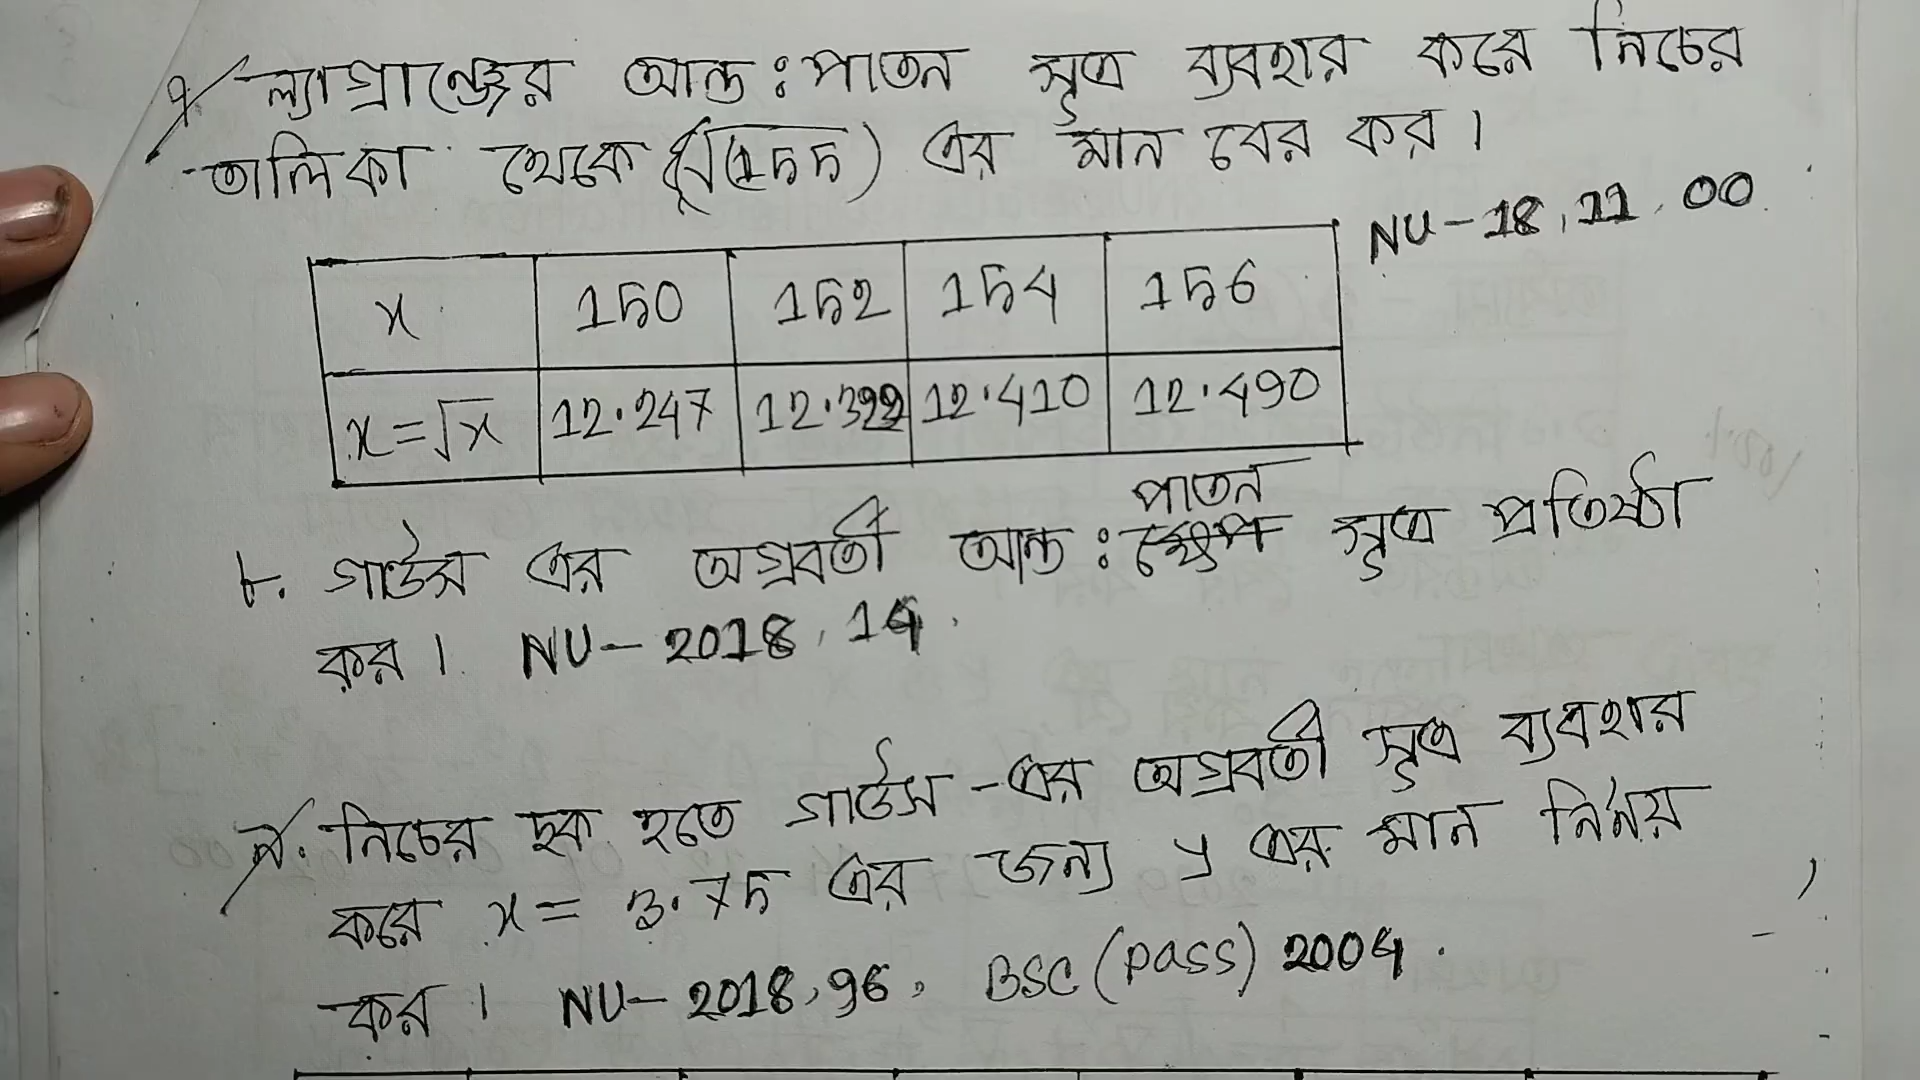 ৭ ল্যাগ্রাঞ্জের আন্ত:পাতন সূত্র ব্যবহার করে নিচের
তালিকা থেকে (√(155) এর মান বের কর।
NU-18, 11, 00
x 150 152 154 156
x=√x 12.247 12.329 12.410 12.490
পাতন
৮. গাউস এর অগ্রবর্তী আন্ত: সূত্র প্রতিষ্ঠা
কর। NU-2018, 14.
৯. নিচের ছক হতে গাউস-এর অগ্রবর্তী সূত্র ব্যবহার
করে x = 3.75 এর জন্য y এর মান নির্নয়
কর। NU-2018, 96, BSC (pass) 2004.